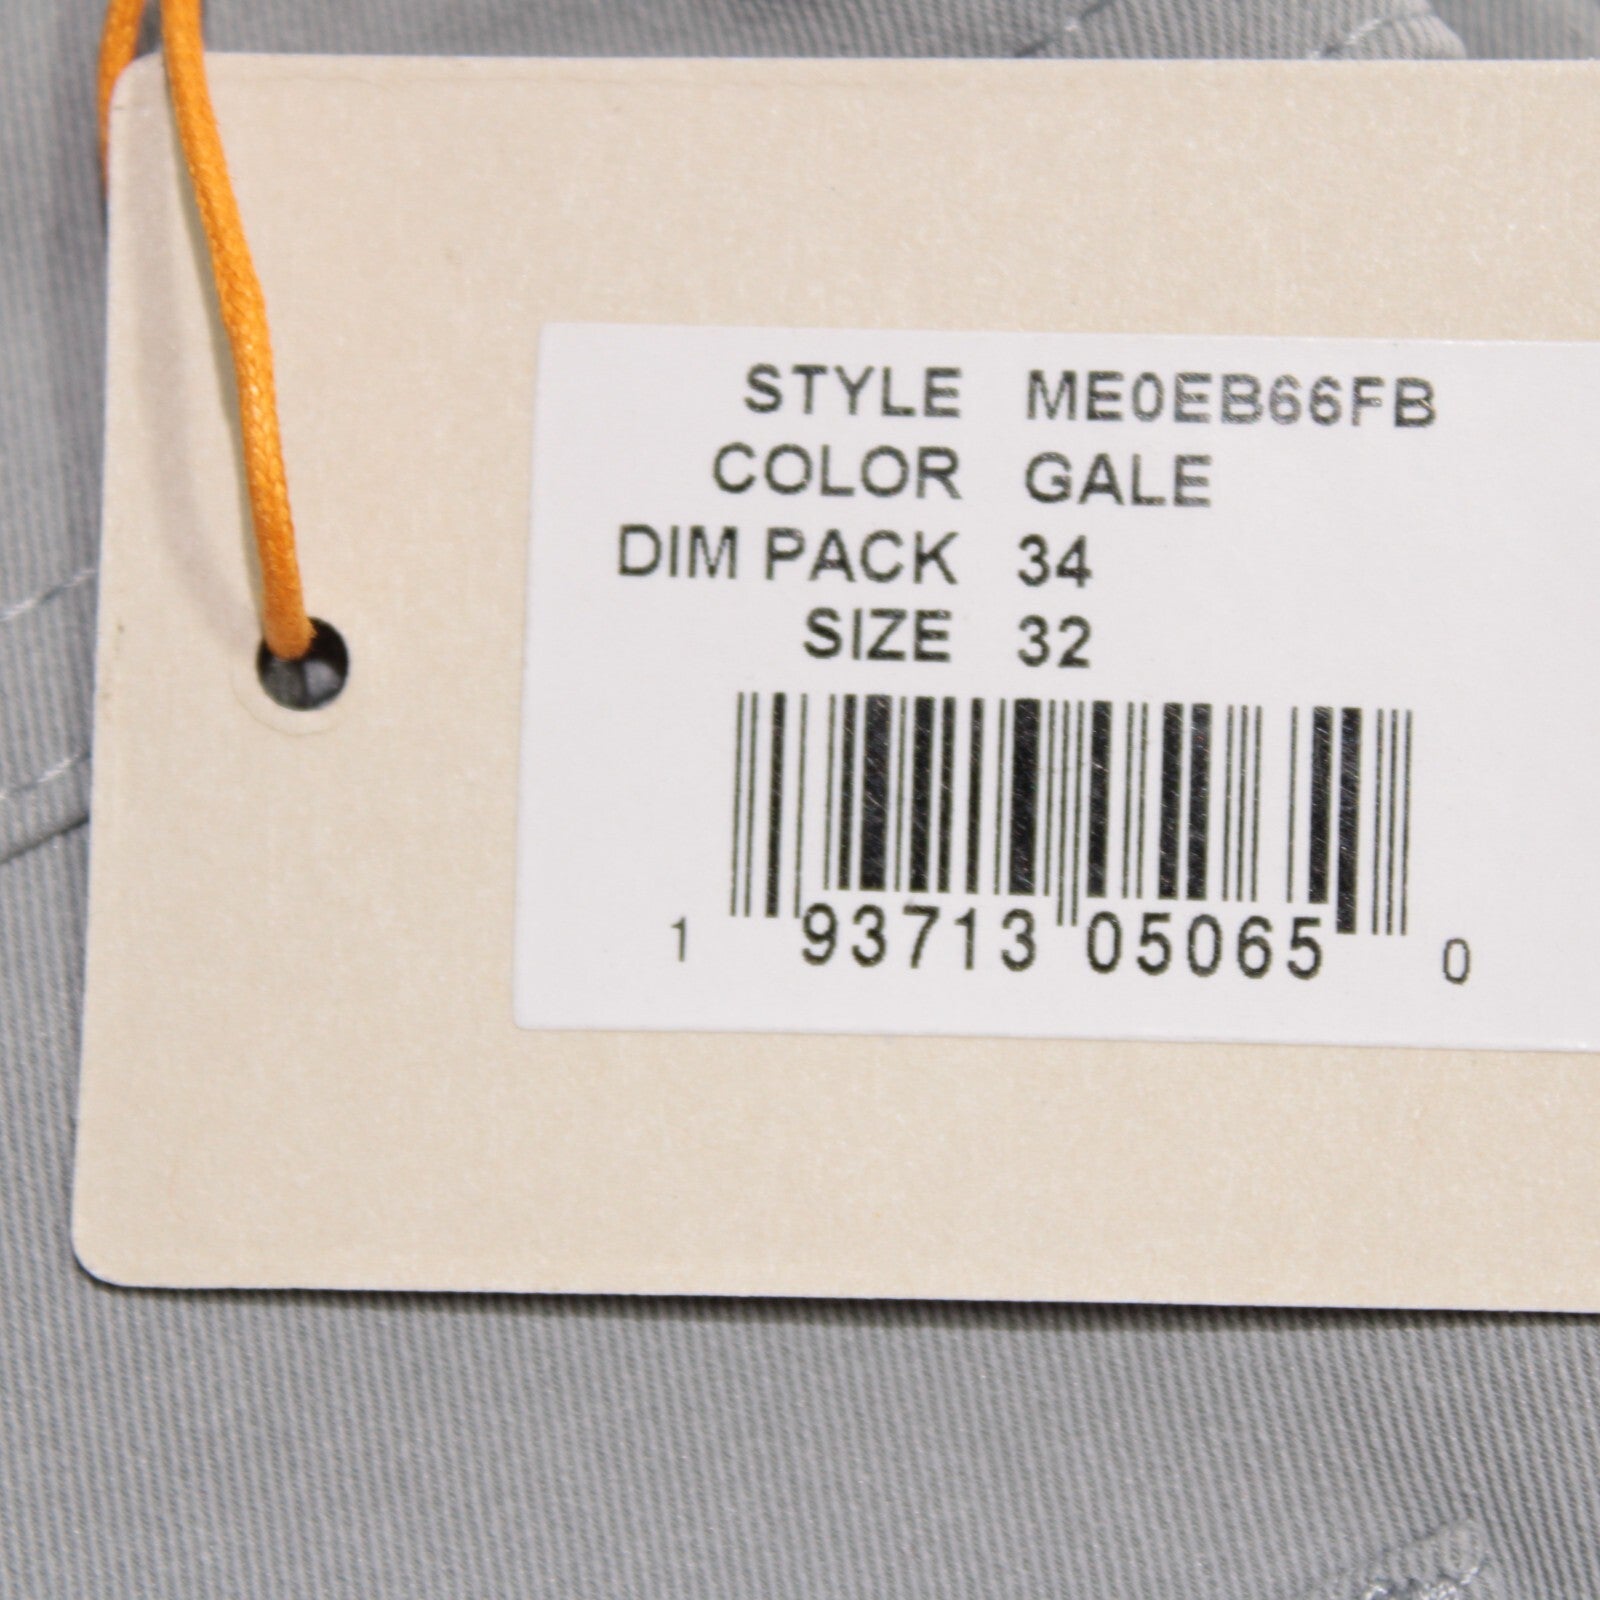 STYLE ME0EB66FB
COLOR GALE
DIM PACK 34
SIZE 32
1 93713 05065 0